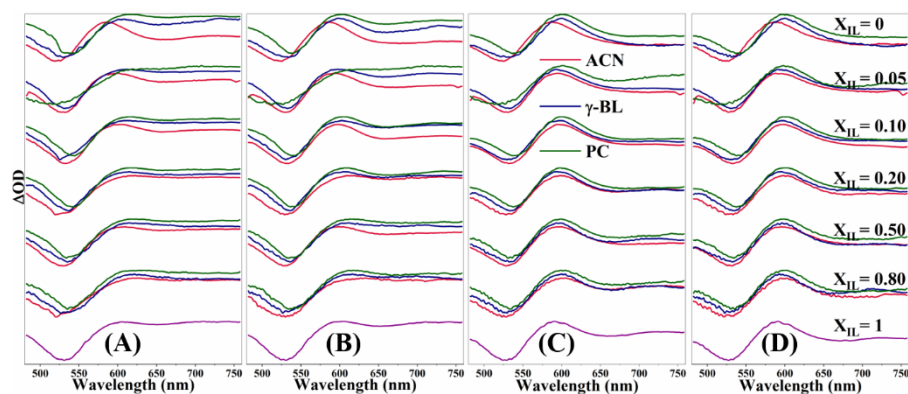 X_IL = 0
ACN
X_IL = 0.05
γ-BL
X_IL = 0.10
PC
ΔOD
X_IL = 0.20
X_IL = 0.50
X_IL = 0.80
(A) (B) (C) (D) X_IL = 1
500 550 600 650 700 750 500 550 600 650 700 750 500 550 600 650 700 750 500 550 600 650 700 750
Wavelength (nm) Wavelength (nm) Wavelength (nm) Wavelength (nm)